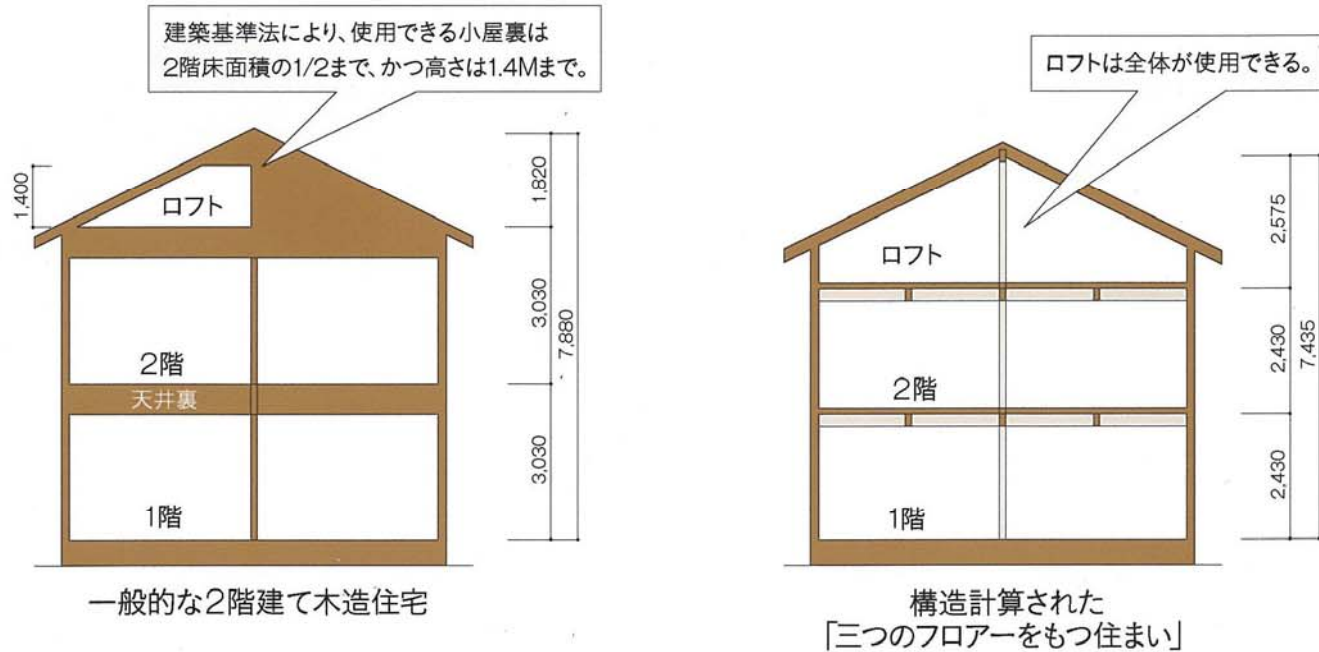 建築基準法により、使用できる小屋裏は
2階床面積の1/2まで、かつ高さは1.4Mまで。
1,400
ロフト
2階
天井裏
1階
1,820
3,030
3,030
7,880
一般的な2階建て木造住宅
ロフトは全体が使用できる。
ロフト
2階
1階
2,575
2,430
2,430
7,435
構造計算された
「三つのフロアーをもつ住まい」